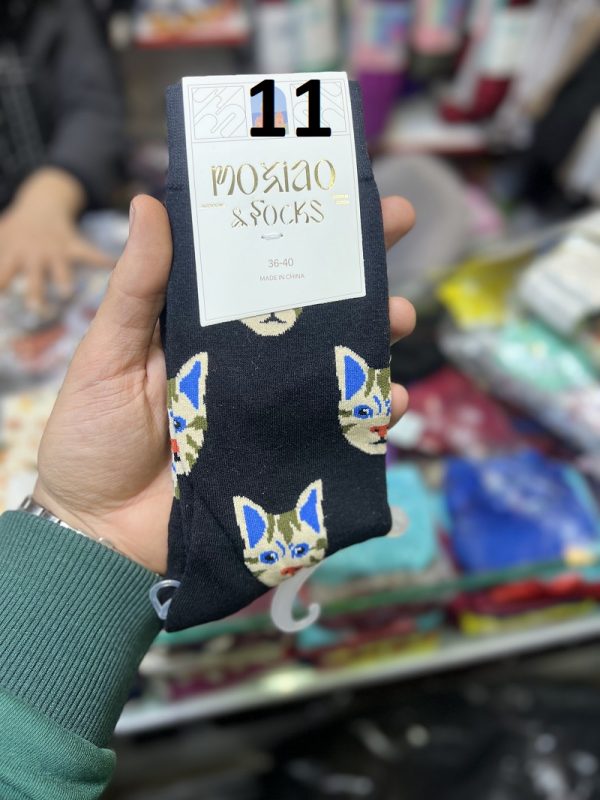 11
MOXIAO
& SOCKS
36-40
MADE IN CHINA